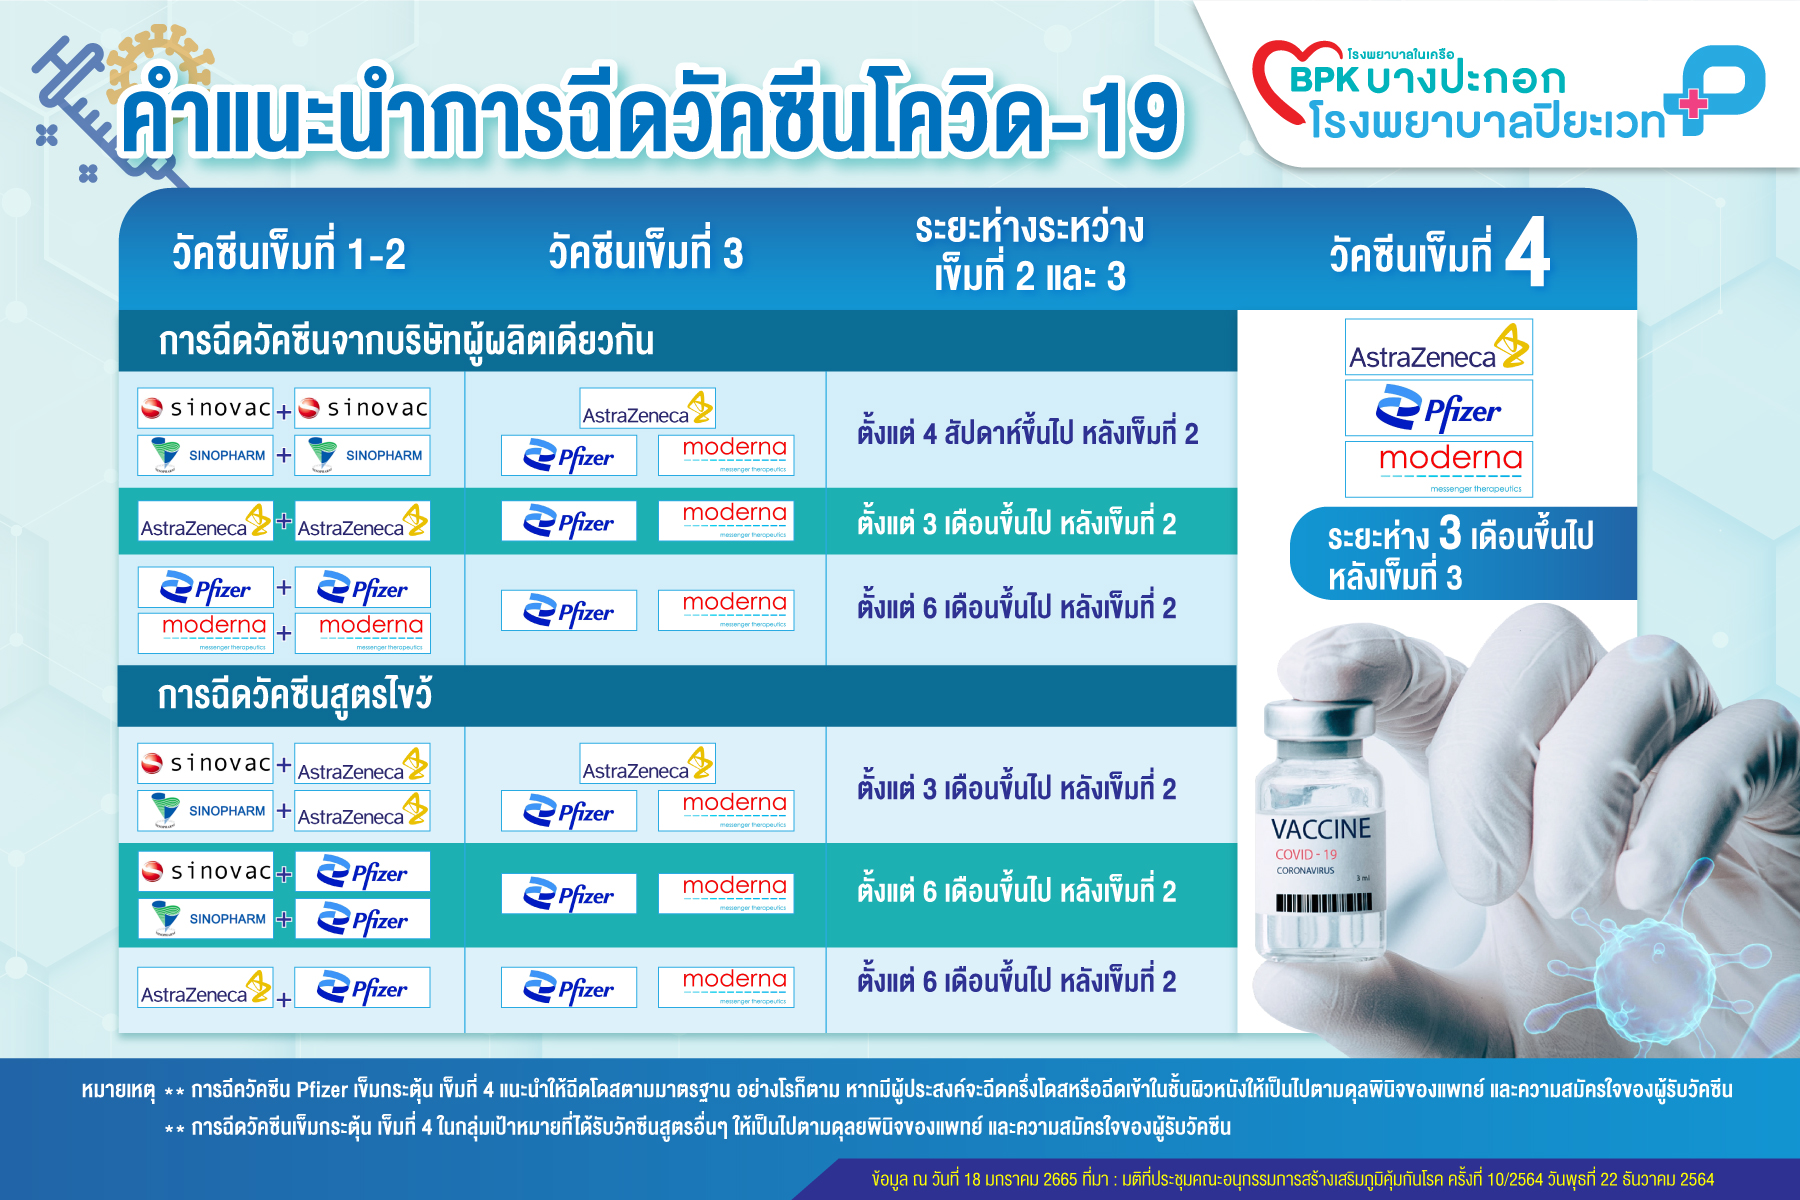 คำแนะนำการฉีดวัคซีนโควิด-19
โรงพยาบาลในเครือ
BPK บางปะกอก
โรงพยาบาลปิยะเวท
วัคซีนเข็มที่ 1-2
วัคซีนเข็มที่ 3
ระยะห่างระหว่าง
เข็มที่ 2 และ 3
วัคซีนเข็มที่ 4
การฉีดวัคซีนจากบริษัทผู้ผลิตเดียวกัน
sinovac + sinovac
SINOPHARM + SINOPHARM
AstraZeneca
Pfizer
moderna
messenger therapeutics
ตั้งแต่ 4 สัปดาห์ขึ้นไป หลังเข็มที่ 2
AstraZeneca + AstraZeneca
Pfizer
moderna
messenger therapeutics
ตั้งแต่ 3 เดือนขึ้นไป หลังเข็มที่ 2
Pfizer + Pfizer
moderna + moderna
messenger therapeutics messenger therapeutics
Pfizer
moderna
messenger therapeutics
ตั้งแต่ 6 เดือนขึ้นไป หลังเข็มที่ 2
AstraZeneca
Pfizer
moderna
messenger therapeutics
ระยะห่าง 3 เดือนขึ้นไป
หลังเข็มที่ 3
การฉีดวัคซีนสูตรไขว้
sinovac + AstraZeneca
SINOPHARM + AstraZeneca
AstraZeneca
Pfizer
moderna
messenger therapeutics
ตั้งแต่ 3 เดือนขึ้นไป หลังเข็มที่ 2
sinovac + Pfizer
SINOPHARM + Pfizer
Pfizer
moderna
messenger therapeutics
ตั้งแต่ 6 เดือนขึ้นไป หลังเข็มที่ 2
AstraZeneca + Pfizer
Pfizer
moderna
messenger therapeutics
ตั้งแต่ 6 เดือนขึ้นไป หลังเข็มที่ 2
VACCINE
COVID - 19
CORONAVIRUS
3 ml
หมายเหตุ ** การฉีควัคซีน Pfizer เข็มกระตุ้น เข็มที่ 4 แนะนำให้ฉีดโดสตามมาตรฐาน อย่างไรก็ตาม หากมีผู้ประสงค์จะฉีดครึ่งโดสหรือฉีดเข้าในชั้นผิวหนังให้เป็นไปตามดุลพินิจของแพทย์ และความสมัครใจของผู้รับวัคซีน
** การฉีดวัคซีนเข็มกระตุ้น เข็มที่ 4 ในกลุ่มเป้าหมายที่ได้รับวัคซีนสูตรอื่นๆ ให้เป็นไปตามดุลยพินิจของแพทย์ และความสมัครใจของผู้รับวัคซีน
ข้อมูล ณ วันที่ 18 มกราคม 2665 ที่มา : มติที่ประชุมคณะอนุกรรมการสร้างเสริมภูมิคุ้มกันโรค ครั้งที่ 10/2564 วันพุธที่ 22 ธันวาคม 2564